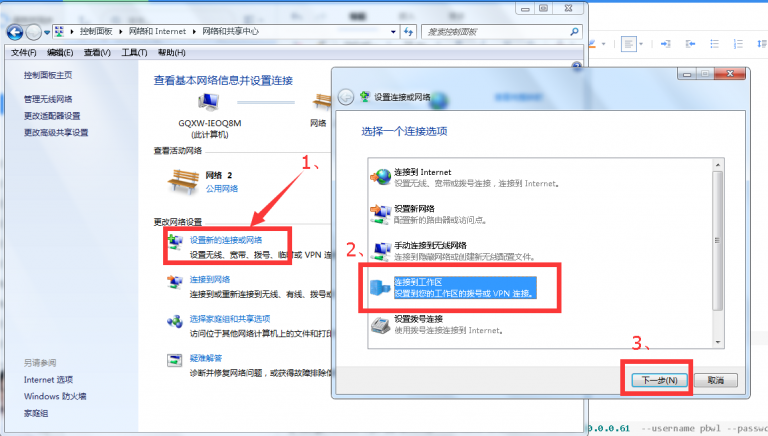 控制面板 ▸ 网络和 Internet ▸ 网络和共享中心
搜索控制面板
文件(F) 编辑(E) 查看(V) 工具(T) 帮助(H)
控制面板主页
管理无线网络
更改适配器设置
更改高级共享设置
查看基本网络信息并设置连接
GQXW-IEOQ8M
(此计算机)
网络
查看活动网络
网络 2
公用网络
1、
更改网络设置
设置新的连接或网络
设置无线、宽带、拨号、临时或 VPN 连
连接到网络
连接到或重新连接到无线、有线、拨号或
选择家庭组和共享选项
访问位于其他网络计算机上的文件和打印
疑难解答
诊断并修复网络问题，或获得故障排除信
另请参阅
Internet 选项
Windows 防火墙
家庭组
设置连接或网络
选择一个连接选项
连接到 Internet
设置无线、宽带或拨号连接，连接到 Internet。
设置新网络
配置新的路由器或访问点。
手动连接到无线网络
连接到隐藏网络或创建新无线配置文件。
2、
连接到工作区
设置到您的工作区的拨号或 VPN 连接。
设置拨号连接
使用拨号连接连接到 Internet。
3、
下一步(N)
取消
0.0.0.61 --username pbwl --passwo